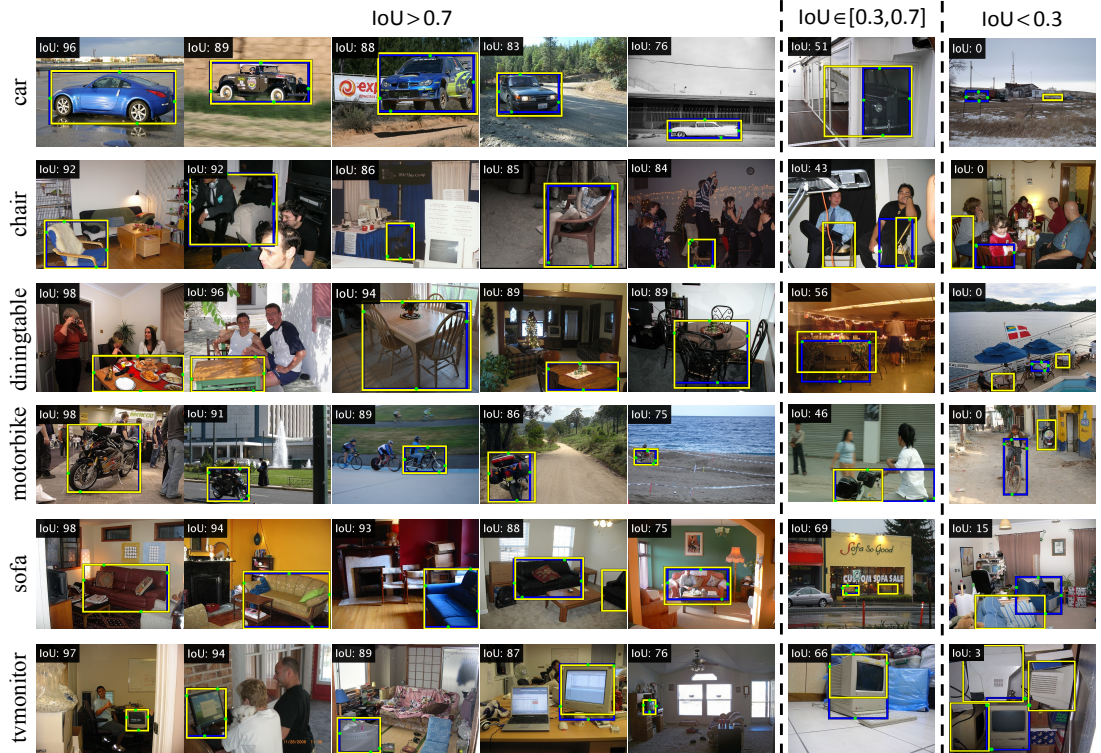 IoU>0.7
IoU∈[0.3,0.7]
IoU<0.3
car
IoU: 96
IoU: 89
IoU: 88
IoU: 83
IoU: 76
IoU: 51
IoU: 0
chair
IoU: 92
IoU: 92
IoU: 86
IoU: 85
IoU: 84
IoU: 43
IoU: 0
diningtable
IoU: 98
IoU: 96
IoU: 94
IoU: 89
IoU: 89
IoU: 56
IoU: 0
motorbike
IoU: 98
IoU: 91
IoU: 89
IoU: 86
IoU: 75
IoU: 46
IoU: 0
sofa
IoU: 98
IoU: 94
IoU: 93
IoU: 88
IoU: 75
IoU: 69
Sofa So Good
CUSTOM SOFA SALE
IoU: 15
tvmonitor
IoU: 97
IoU: 94
IoU: 89
IoU: 87
IoU: 76
IoU: 66
IoU: 3